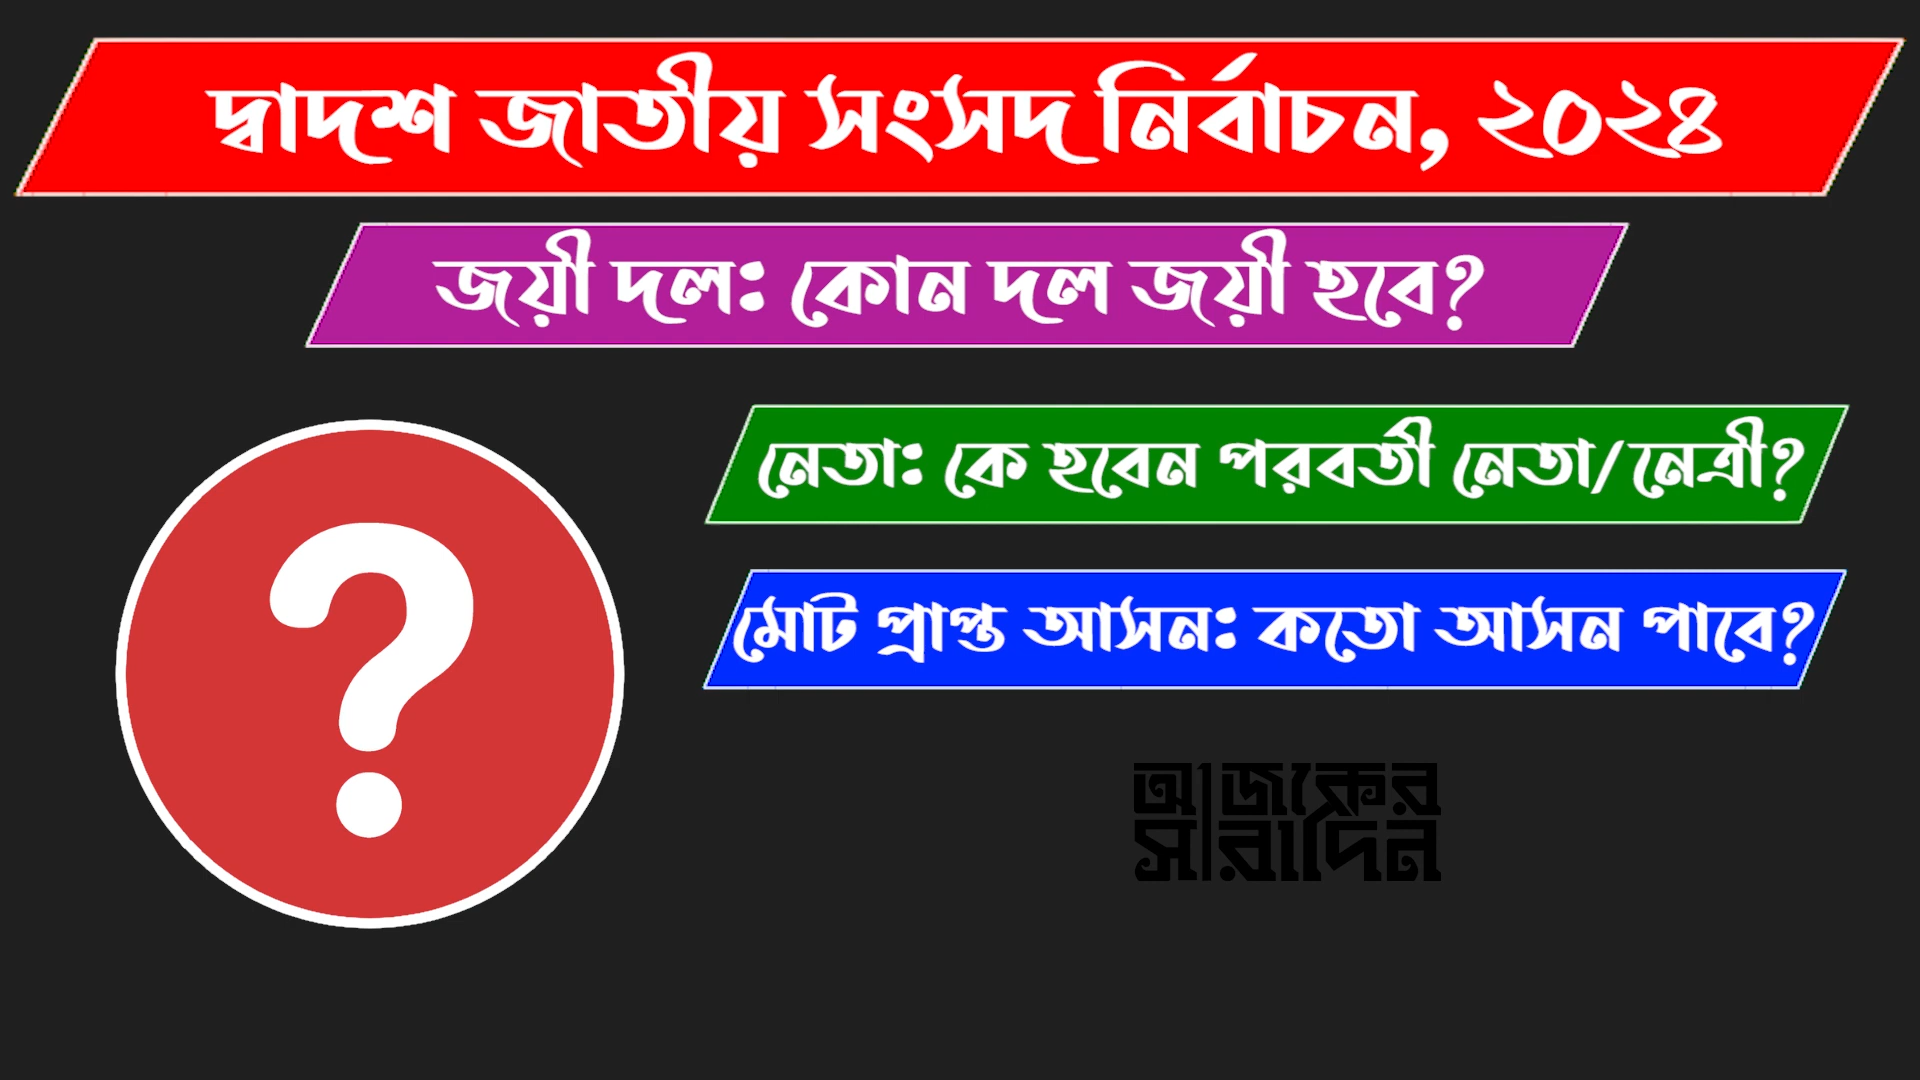 দ্বাদশ জাতীয় সংসদ নির্বাচন, ২০২৪
জয়ী দল: কোন দল জয়ী হবে?
নেতা: কে হবেন পরবর্তী নেতা/নেত্রী?
মোট প্রাপ্ত আসন: কতো আসন পাবে?
?
আজকের
সারাদেন